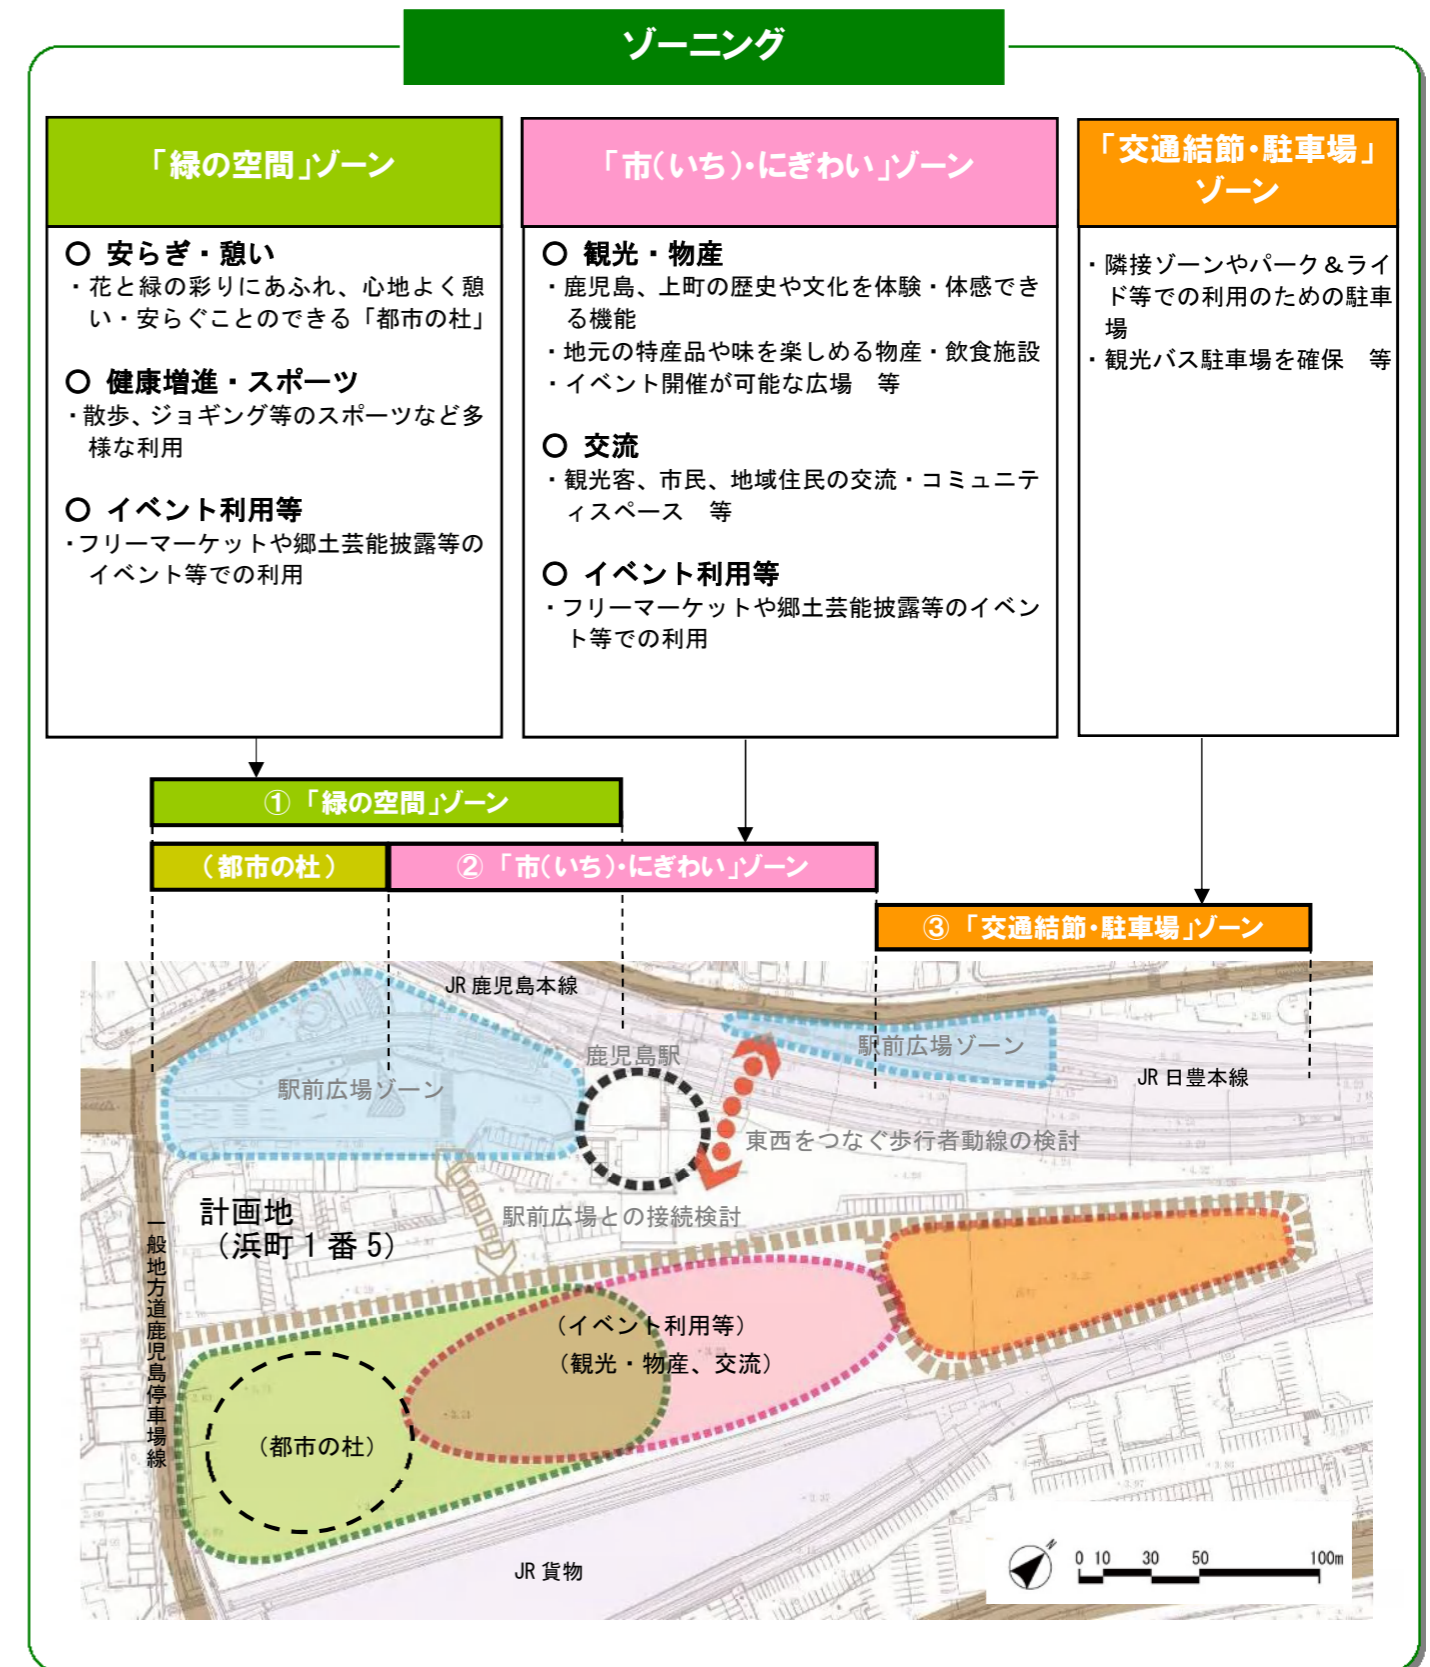 ゾーニング
「緑の空間」ゾーン
○ 安らぎ・憩い
・花と緑の彩りにあふれ、心地よく憩
い・安らぐことのできる「都市の杜」
○ 健康増進・スポーツ
・散歩、ジョギング等のスポーツなど多
様な利用
○ イベント利用等
・フリーマーケットや郷土芸能披露等の
イベント等での利用
「市(いち)・にぎわい」ゾーン
○ 観光・物産
・鹿児島、上町の歴史や文化を体験・体感でき
る機能
・地元の特産品や味を楽しめる物産・飲食施設
・イベント開催が可能な広場　等
○ 交流
・観光客、市民、地域住民の交流・コミュニテ
ィスペース　等
○ イベント利用等
・フリーマーケットや郷土芸能披露等のイベン
ト等での利用
「交通結節・駐車場」
ゾーン
・隣接ゾーンやパーク＆ライ
ド等での利用のための駐車
場
・観光バス駐車場を確保　等
①「緑の空間」ゾーン
（都市の杜）
②「市(いち)・にぎわい」ゾーン
③「交通結節・駐車場」ゾーン
JR 鹿児島本線
鹿児島駅
駅前広場ゾーン
駅前広場ゾーン
JR 日豊本線
東西をつなぐ歩行者動線の検討
計画地
（浜町 1 番 5）
駅前広場との接続検討
一般地方道鹿児島停車場線
（イベント利用等）
（観光・物産、交流）
（都市の杜）
JR 貨物
N
0 10 30 50 100m